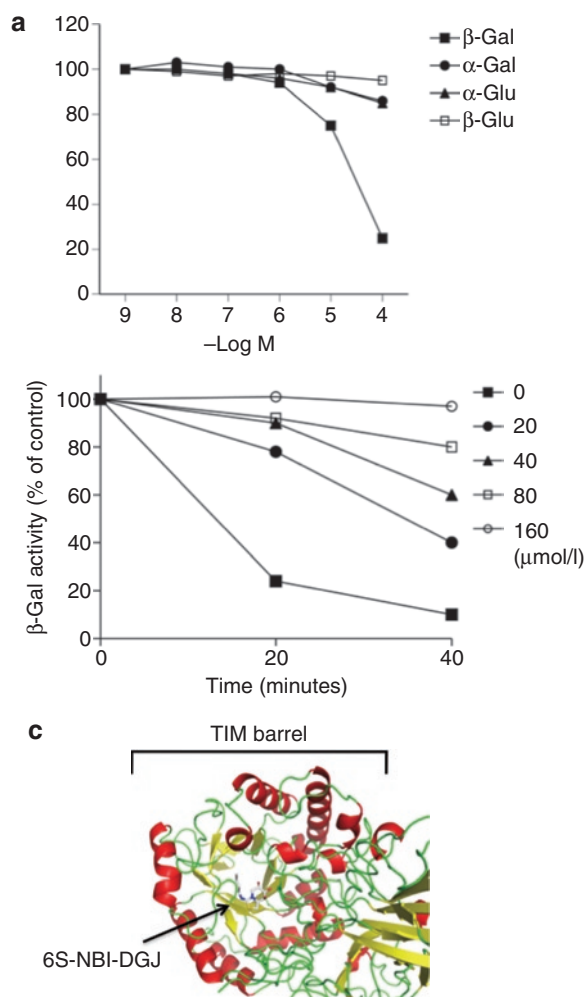 a
120
100
80
60
40
20
0
9 8 7 6 5 4
–Log M
β-Gal
α-Gal
α-Glu
β-Glu
β-Gal activity (% of control)
100
80
60
40
20
0
0 20 40
Time (minutes)
0
20
40
80
160
(μmol/l)
c
TIM barrel
6S-NBI-DGJ